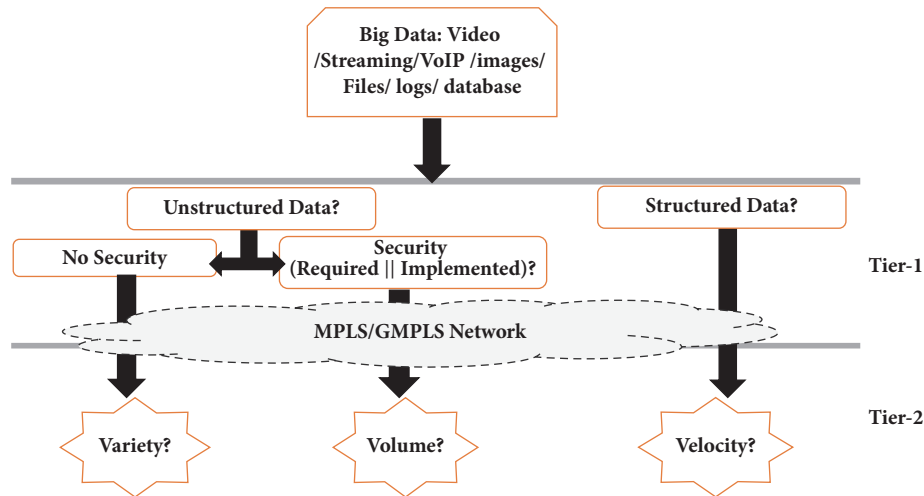 Big Data: Video
/Streaming/VoIP /images/
Files/ logs/ database
Unstructured Data?
Structured Data?
No Security
Security
(Required || Implemented)?
Tier-1
MPLS/GMPLS Network
Tier-2
Variety?
Volume?
Velocity?